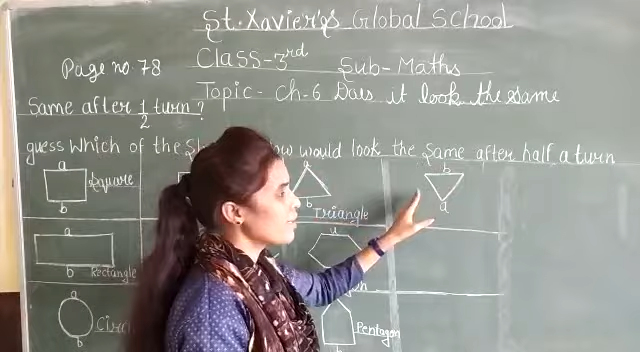 St. Xavier's Global School
Page no. 78 Class-3rd Sub-Maths
Same after 1/2 turn? Topic- Ch-6 Does it look the same
guess which of the would look the same after half a turn
a a b
Square
b b a
Triangle
a
b Rectangle
a
b
Pentagon
b